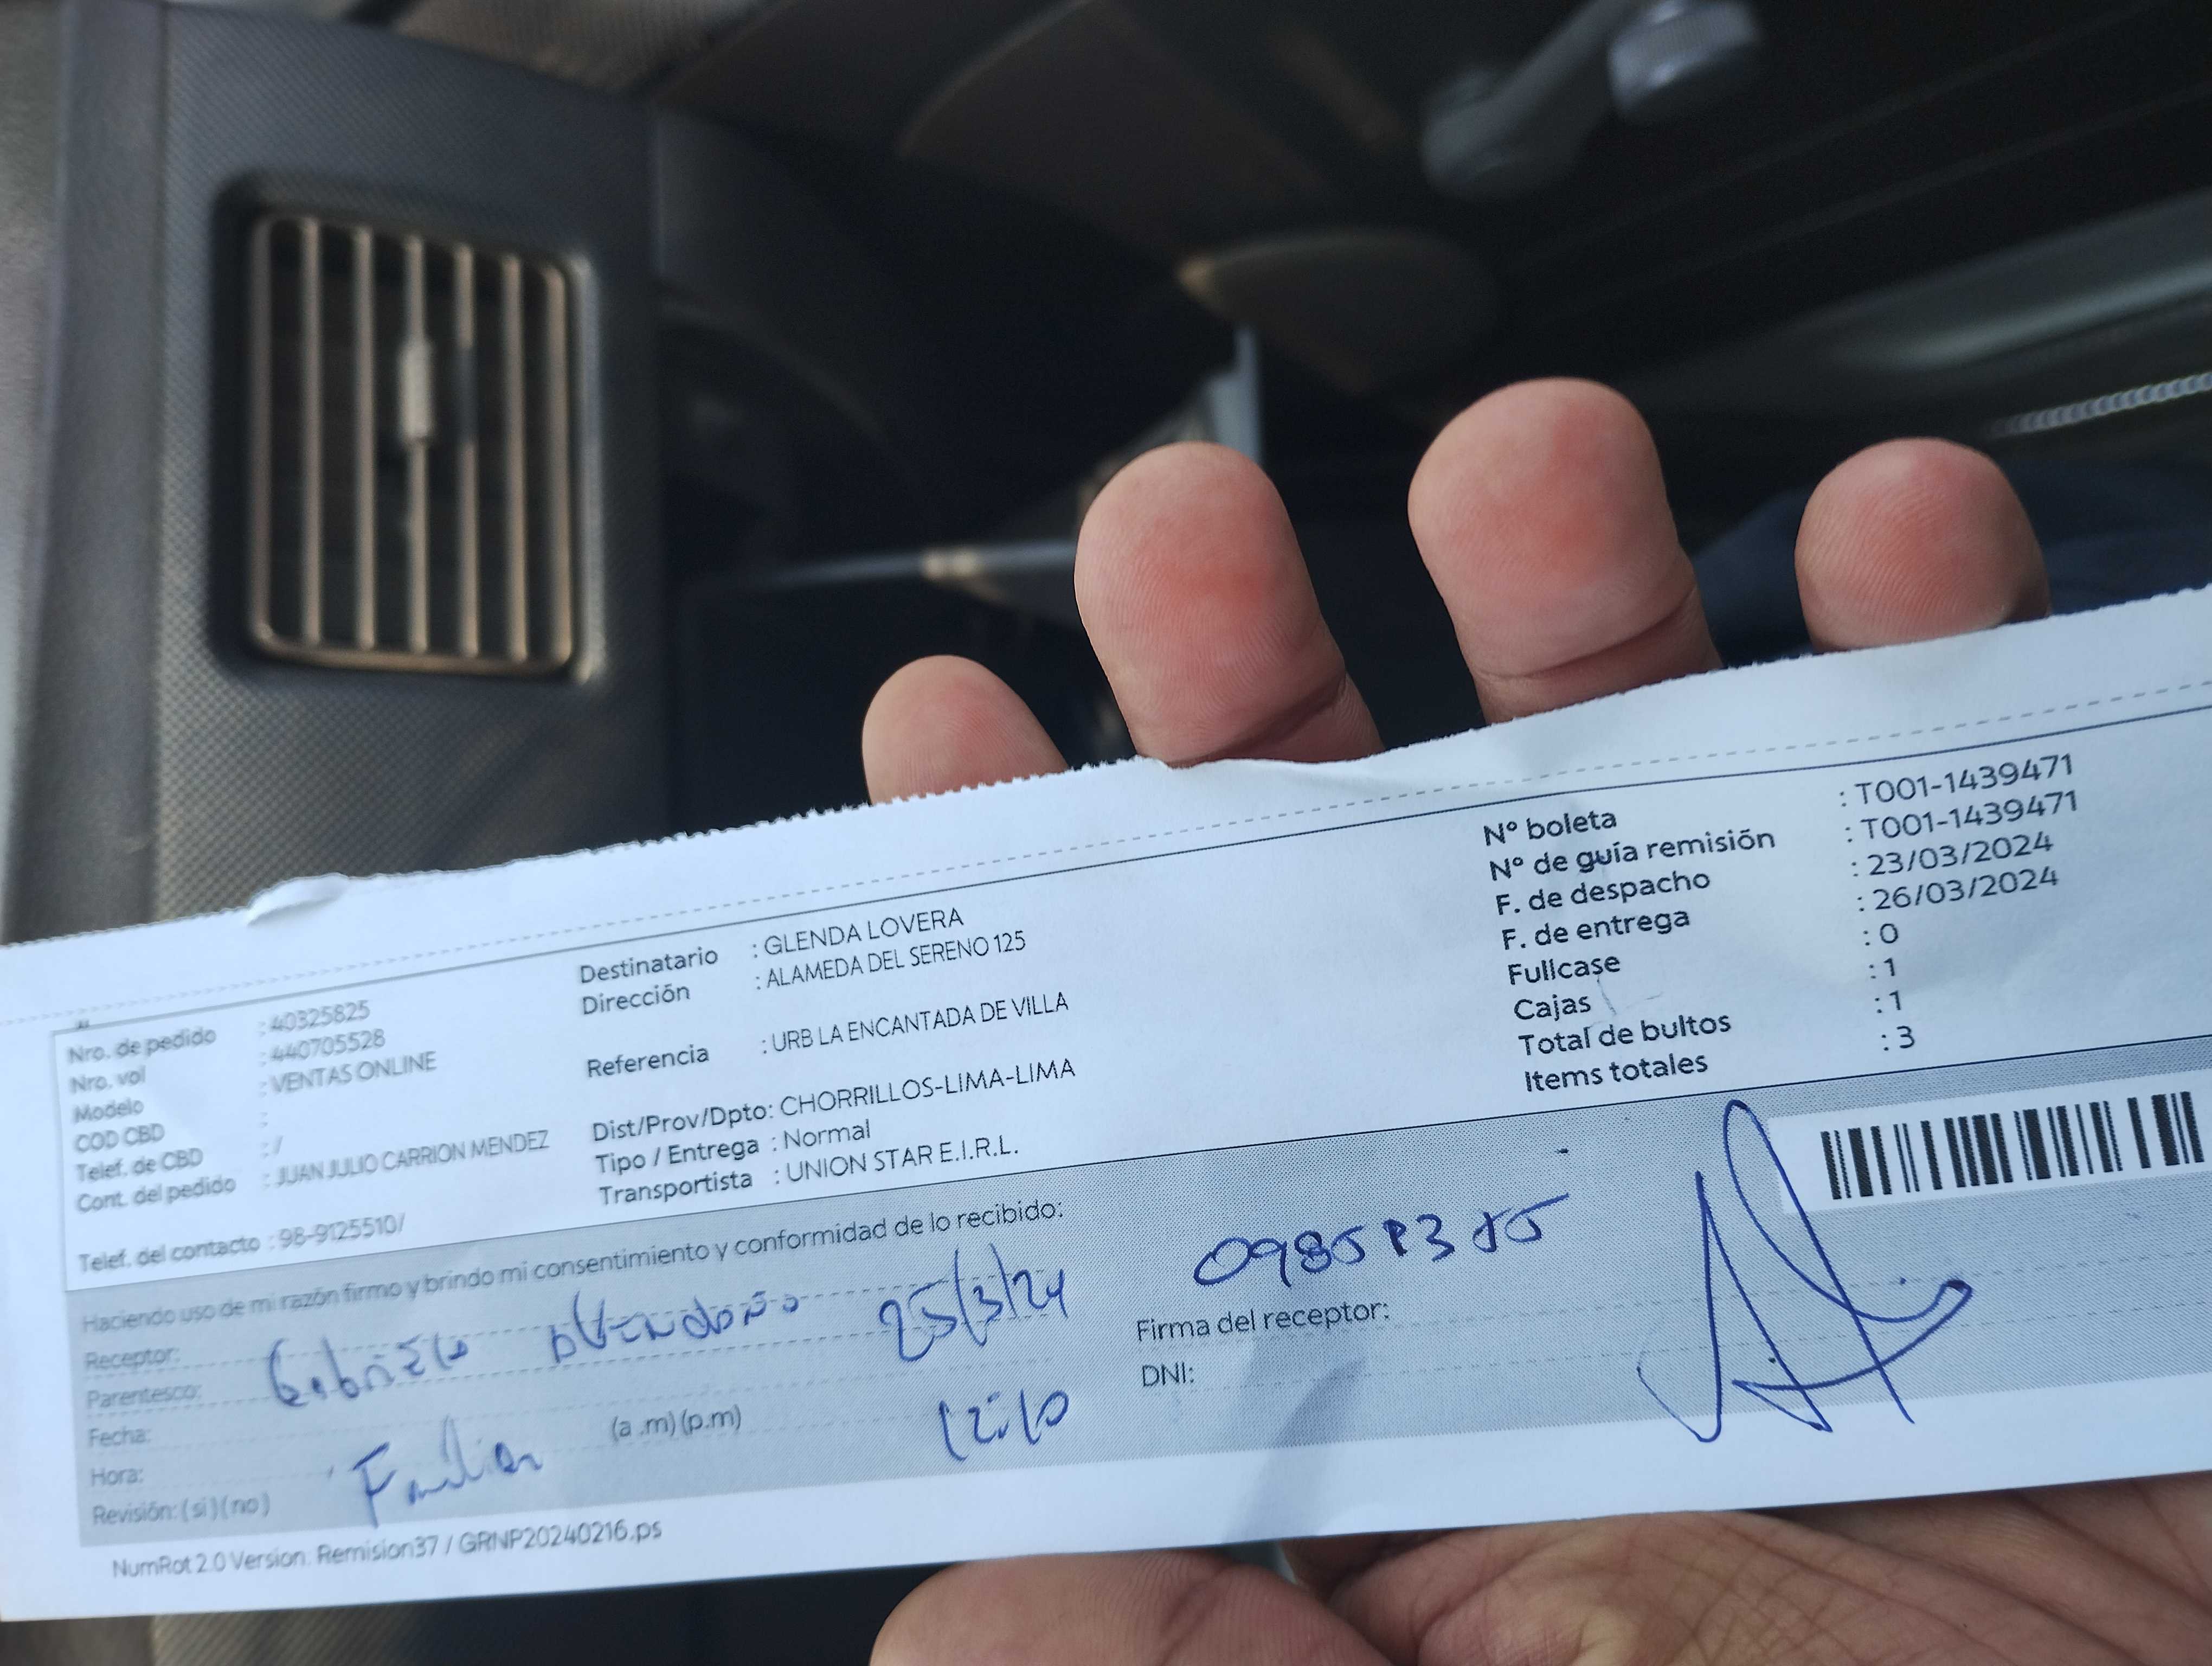 Nro. de pedido : 40325825
Nro. vol : 440705528
Modelo : VENTAS ONLINE
COD CBD :
Telef. de CBD : /
Cont. del pedido : JUAN JULIO CARRION MENDEZ
Telef. del contacto : 98-9125510/
Destinatario : GLENDA LOVERA
Dirección : ALAMEDA DEL SERENO 125
Referencia : URB LA ENCANTADA DE VILLA
Dist/Prov/Dpto: CHORRILLOS-LIMA-LIMA
Tipo / Entrega : Normal
Transportista : UNION STAR E.I.R.L.
N° boleta : T001-1439471
N° de guía remisión : T001-1439471
F. de despacho : 23/03/2024
F. de entrega : 26/03/2024
Fullcase : 0
Cajas : 1
Total de bultos : 1
Items totales : 3
Haciendo uso de mi razón firmo y brindo mi consentimiento y conformidad de lo recibido:
Receptor:
Parentesco:
Fecha:
Hora:
Revisión: ( si ) ( no )
25/3/24
(a .m) (p.m)
12:10
Firma del receptor:
DNI:
NumRot 2.0 Version. Remision37 / GRNP20240216.ps